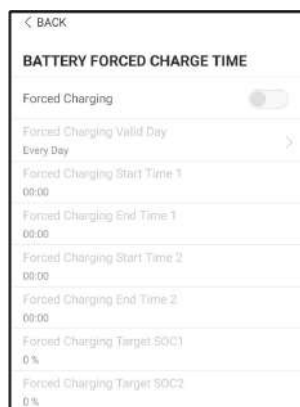 < BACK
BATTERY FORCED CHARGE TIME
Forced Charging
Forced Charging Valid Day
Every Day
Forced Charging Start Time 1
00:00
Forced Charging End Time 1
00:00
Forced Charging Start Time 2
00:00
Forced Charging End Time 2
00:00
Forced Charging Target SOC1
0 %
Forced Charging Target SOC2
0 %